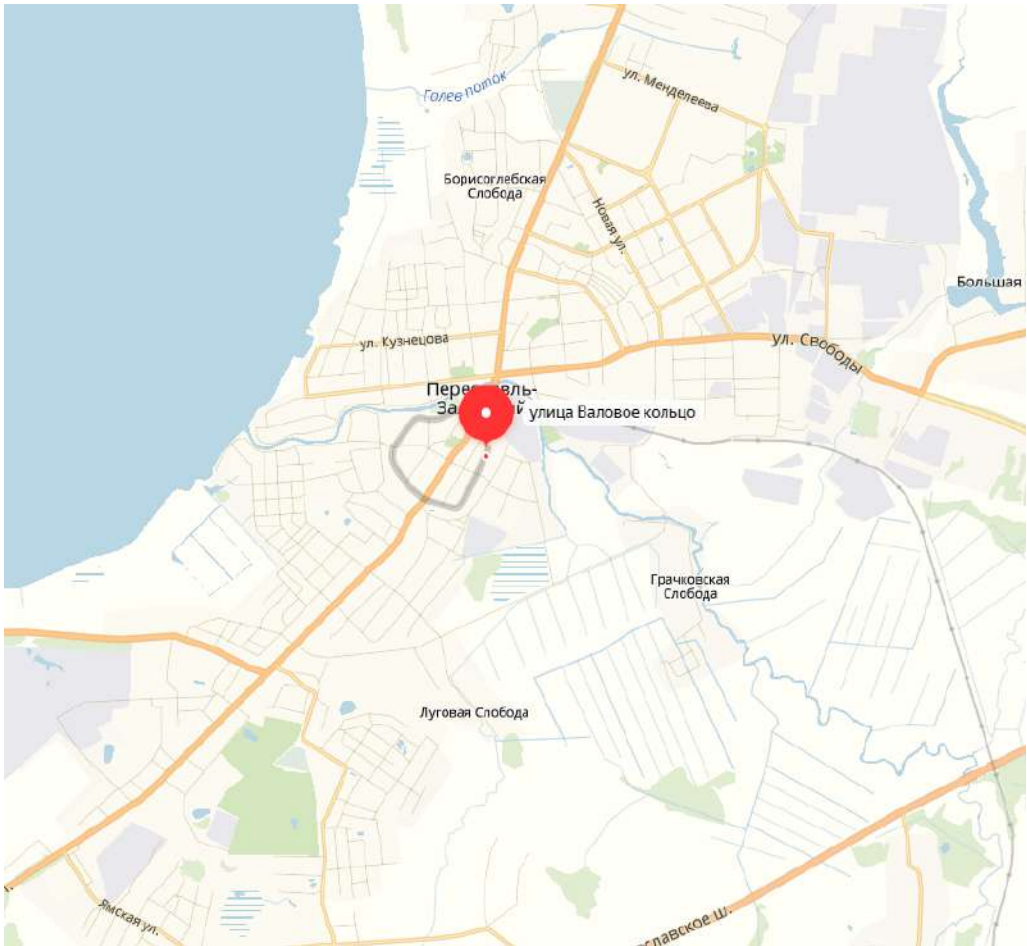 ул. Менделеева
Голев поток
Борисоглебская
Слобода
Новая ул.
Большая
ул. Кузнецова
ул. Свободы
улица Валовое кольцо
Грачковская
Слобода
Луговая Слобода
Ямская ул.